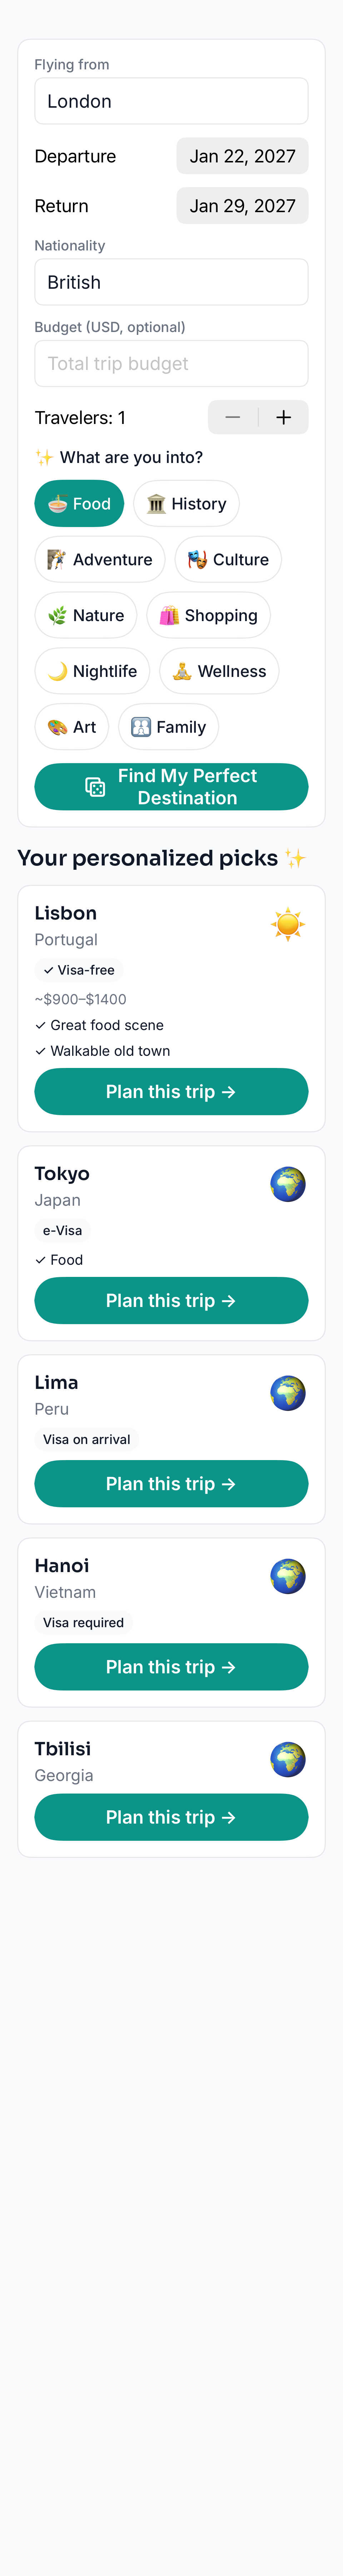 Flying from
London
Departure
Jan 22, 2027
Return
Jan 29, 2027
Nationality
British
Budget (USD, optional)
Total trip budget
Travelers: 1
✨ What are you into?
🍜 Food
🏛️ History
🧗 Adventure
🎭 Culture
🌿 Nature
🛍️ Shopping
🌙 Nightlife
🧘 Wellness
🎨 Art
👨‍👩‍👧 Family
Find My Perfect
Destination
Your personalized picks ✨
Lisbon
Portugal
✓ Visa-free
~$900–$1400
✓ Great food scene
✓ Walkable old town
Plan this trip →
Tokyo
Japan
e-Visa
✓ Food
Plan this trip →
Lima
Peru
Visa on arrival
Plan this trip →
Hanoi
Vietnam
Visa required
Plan this trip →
Tbilisi
Georgia
Plan this trip →